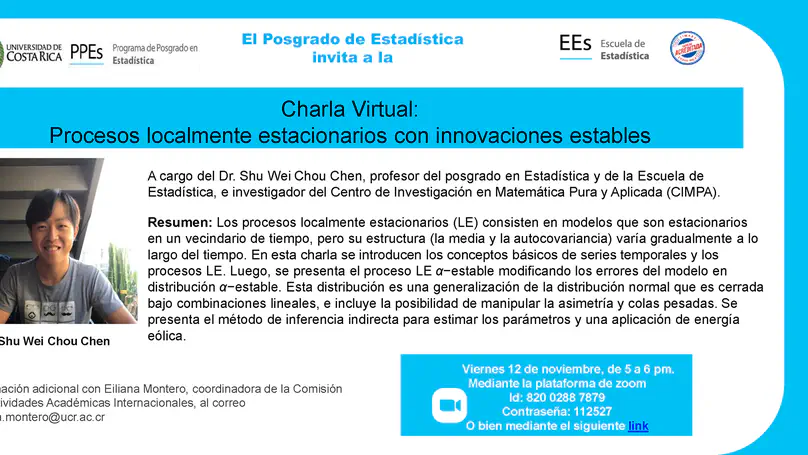 UNIVERSIDAD DE
COSTA RICA
PPEs
Programa de Posgrado en
Estadística
El Posgrado de Estadística
invita a la
EEs
Escuela de
Estadística
ACREDITADA
Charla Virtual:
Procesos localmente estacionarios con innovaciones estables
A cargo del Dr. Shu Wei Chou Chen, profesor del posgrado en Estadística y de la Escuela de
Estadística, e investigador del Centro de Investigación en Matemática Pura y Aplicada (CIMPA).
Resumen: Los procesos localmente estacionarios (LE) consisten en modelos que son estacionarios
en un vecindario de tiempo, pero su estructura (la media y la autocovariancia) varía gradualmente a lo
largo del tiempo. En esta charla se introducen los conceptos básicos de series temporales y los
procesos LE. Luego, se presenta el proceso LE α−estable modificando los errores del modelo en
distribución α−estable. Esta distribución es una generalización de la distribución normal que es cerrada
bajo combinaciones lineales, e incluye la posibilidad de manipular la asimetría y colas pesadas. Se
presenta el método de inferencia indirecta para estimar los parámetros y una aplicación de energía
eólica.
Shu Wei Chou Chen
mación adicional con Eiliana Montero, coordinadora de la Comisión
ividades Académicas Internacionales, al correo
a.montero@ucr.ac.cr
Viernes 12 de noviembre, de 5 a 6 pm.
Mediante la plataforma de zoom
Id: 820 0288 7879
Contraseña: 112527
O bien mediante el siguiente link